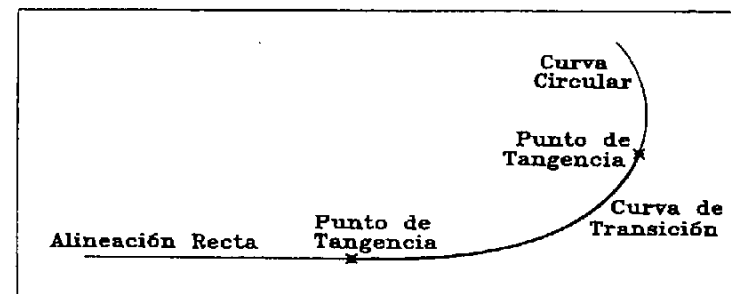 Curva
Circular
Punto de
Tangencia
Curva de
Transición
Punto de
Tangencia
Alineación Recta